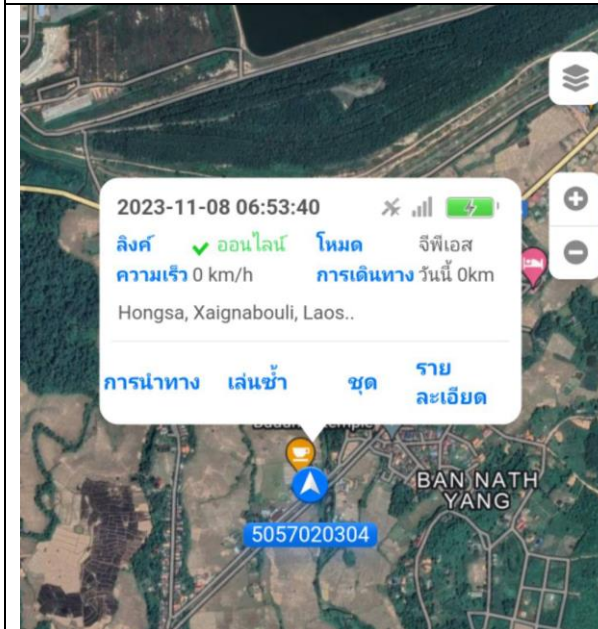 2023-11-08 06:53:40
ลิงค์ ออนไลน์ โหมด จีพีเอส
ความเร็ว 0 km/h การเดินทาง วันนี้ 0km
Hongsa, Xaignabouli, Laos..
การนำทาง เล่นซ้ำ ชุด ราย
ละเอียด
BAN NATH
YANG
5057020304